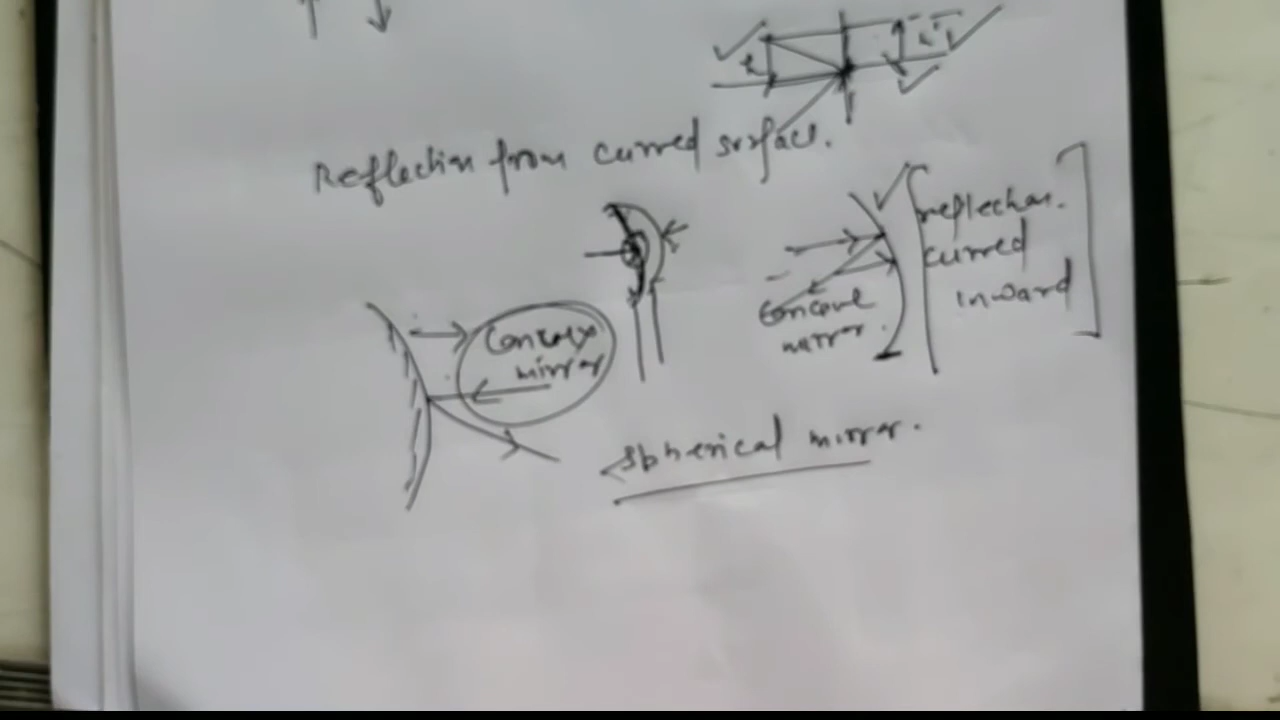 Reflection from curved surface.
reflection.
curved
inward
Concave
mirror.
Convex
mirror
Spherical mirror.